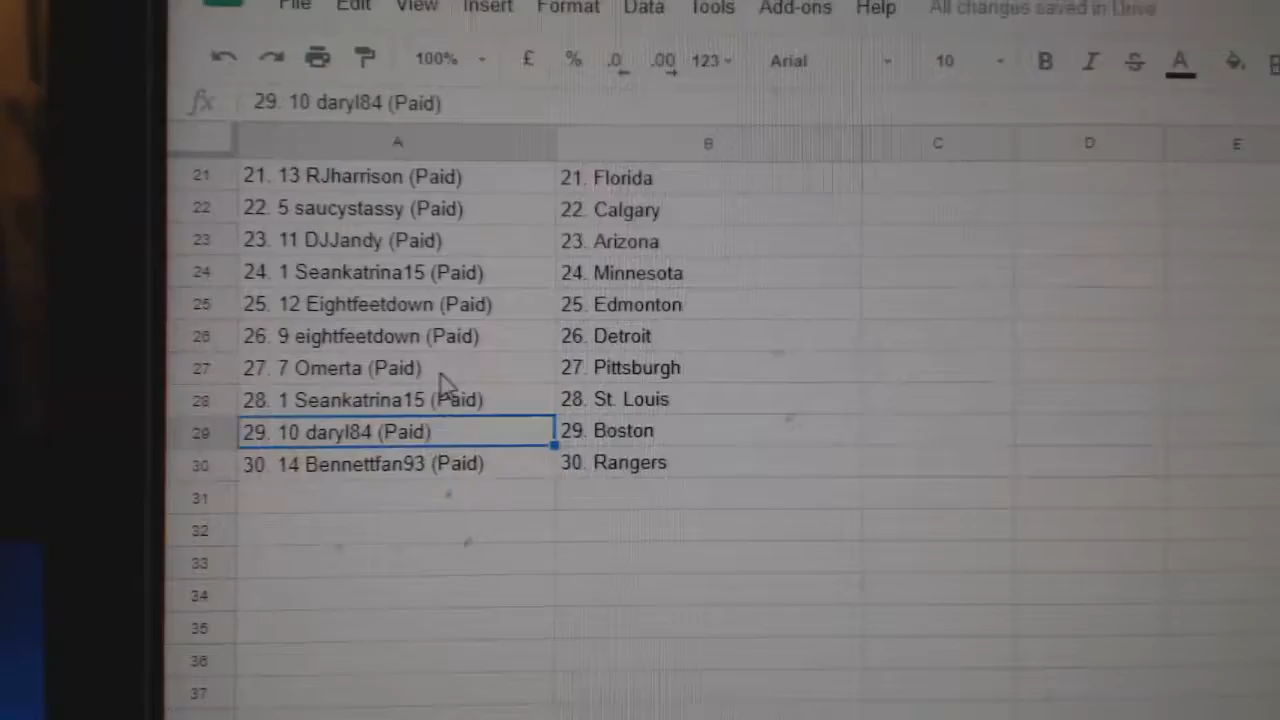 File Edit View Insert Format Data Tools Add-ons Help All changes saved in Drive
100% £ % .0 .00 123 Arial 10 B I S A
fx 29. 10 daryl84 (Paid)
A B C D E
21 21. 13 RJharrison (Paid) 21. Florida
22 22. 5 saucystassy (Paid) 22. Calgary
23 23. 11 DJJandy (Paid) 23. Arizona
24 24. 1 Seankatrina15 (Paid) 24. Minnesota
25 25. 12 Eightfeetdown (Paid) 25. Edmonton
26 26. 9 eightfeetdown (Paid) 26. Detroit
27 27. 7 Omerta (Paid) 27. Pittsburgh
28 28. 1 Seankatrina15 (Paid) 28. St. Louis
29 29. 10 daryl84 (Paid) 29. Boston
30 30. 14 Bennettfan93 (Paid) 30. Rangers
31
32
33
34
35
36
37